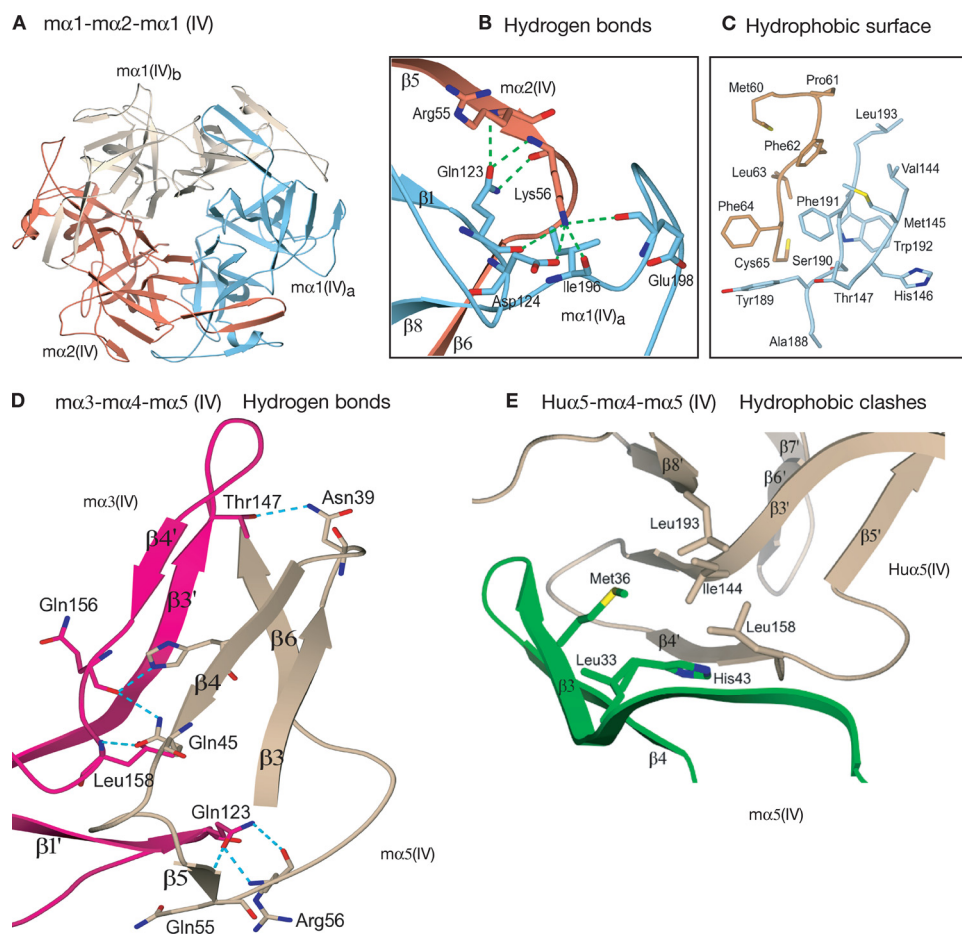 A mα1-mα2-mα1 (IV)
mα1(IV)b
mα1(IV)a
mα2(IV)
B Hydrogen bonds
β5
mα2(IV)
Arg55
Gln123
Lys56
β1
Asp124
Ile196
Glu198
mα1(IV)a
β8
β6
C Hydrophobic surface
Pro61
Met60
Leu193
Phe62
Val144
Leu63
Phe191
Phe64
Met145
Trp192
Cys65
Ser190
Tyr189
Thr147
His146
Ala188
D mα3-mα4-mα5 (IV) Hydrogen bonds
mα3(IV)
Thr147
Asn39
β4'
β3'
Gln156
β6
β4
Gln45
β3
Leu158
Gln123
β1'
mα5(IV)
β5
Gln55
Arg56
E Huα5-mα4-mα5 (IV) Hydrophobic clashes
β7'
β8'
β6'
β3'
Leu193
β5'
Huα5(IV)
Met36
Ile144
Leu158
β4'
Leu33
β3
His43
β4
mα5(IV)